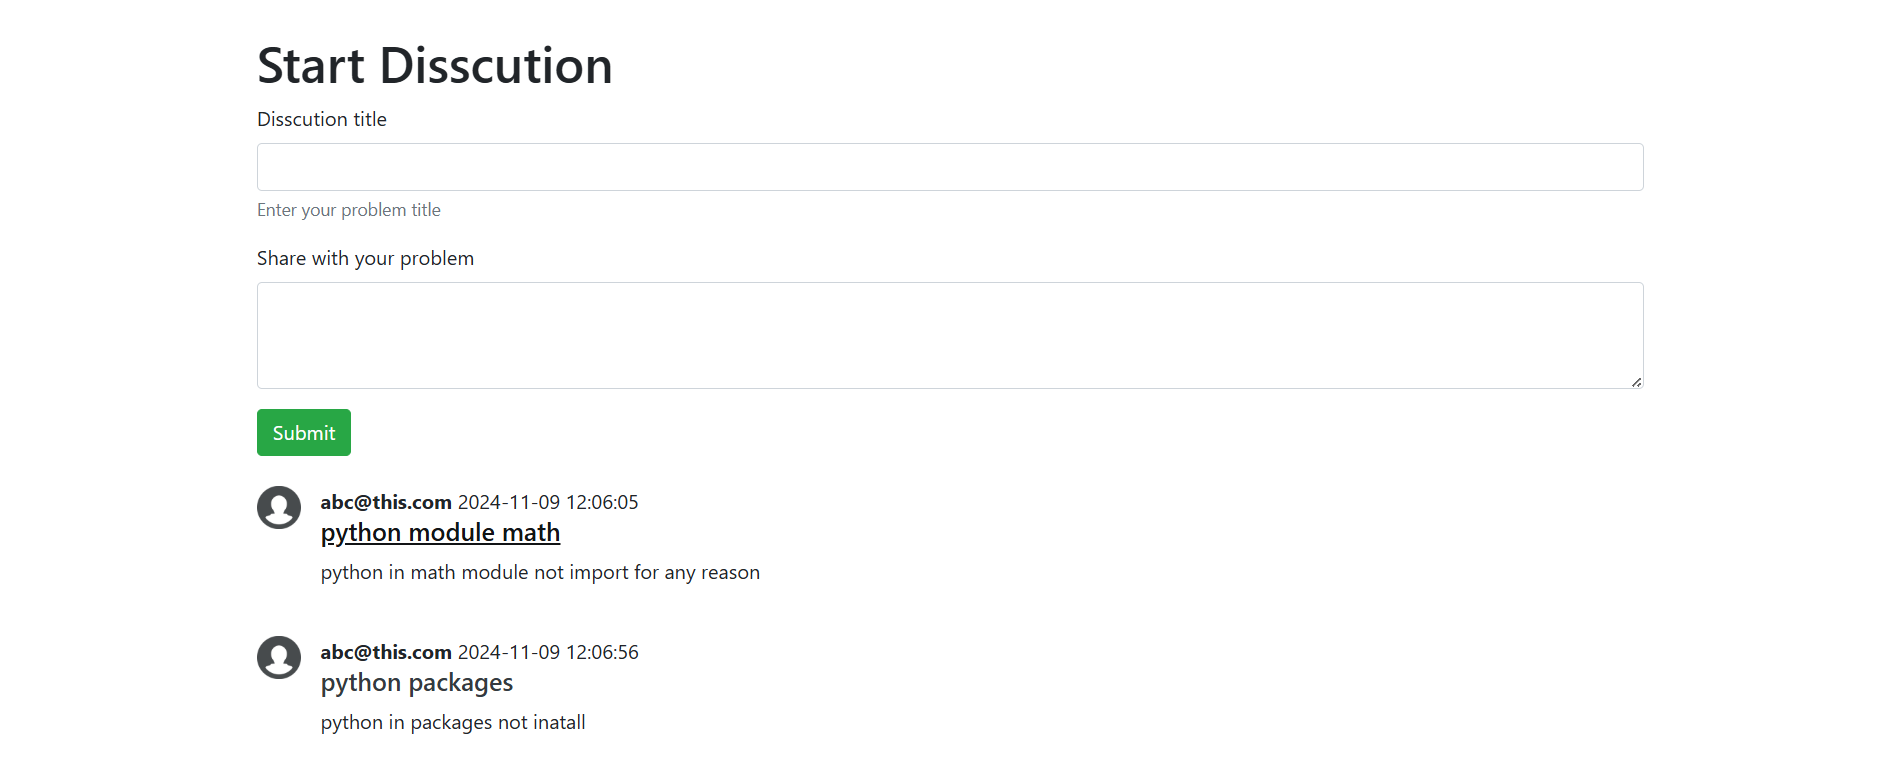 Start Disscution
Disscution title
Enter your problem title
Share with your problem
Submit
abc@this.com 2024-11-09 12:06:05
python module math
python in math module not import for any reason
abc@this.com 2024-11-09 12:06:56
python packages
python in packages not inatall